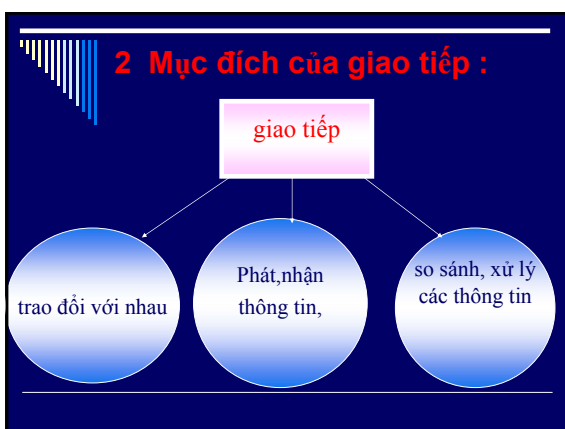 2 Mục đích của giao tiếp :
giao tiếp
trao đổi với nhau
Phát,nhận
thông tin,
so sánh, xử lý
các thông tin